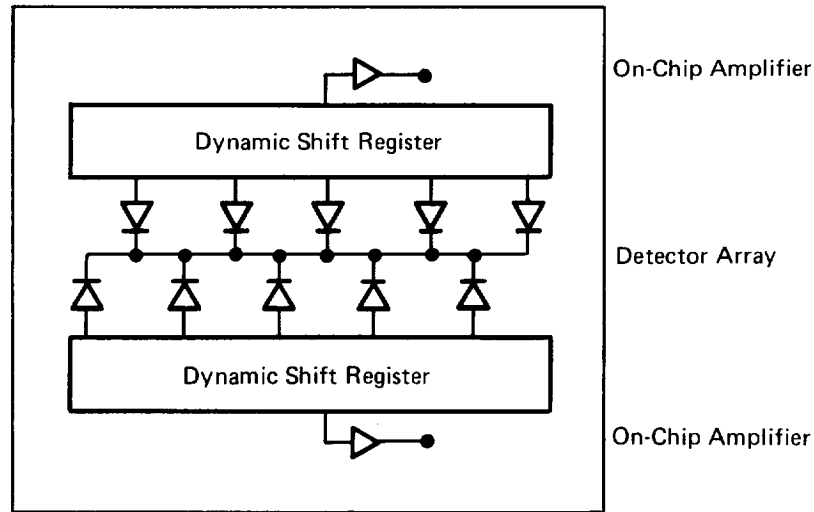 On-Chip Amplifier
Dynamic Shift Register
Detector Array
Dynamic Shift Register
On-Chip Amplifier